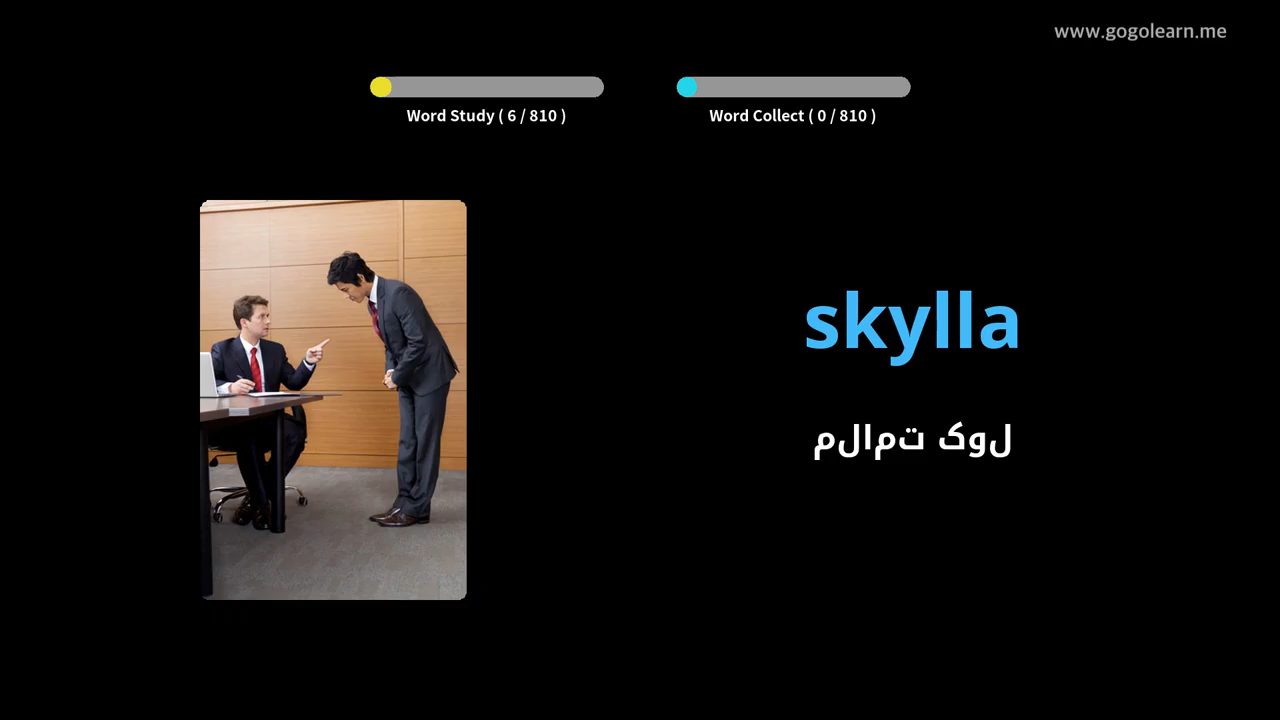 www.gogolearn.me
Word Study ( 6 / 810 )
Word Collect ( 0 / 810 )
skylla
ملامت کول